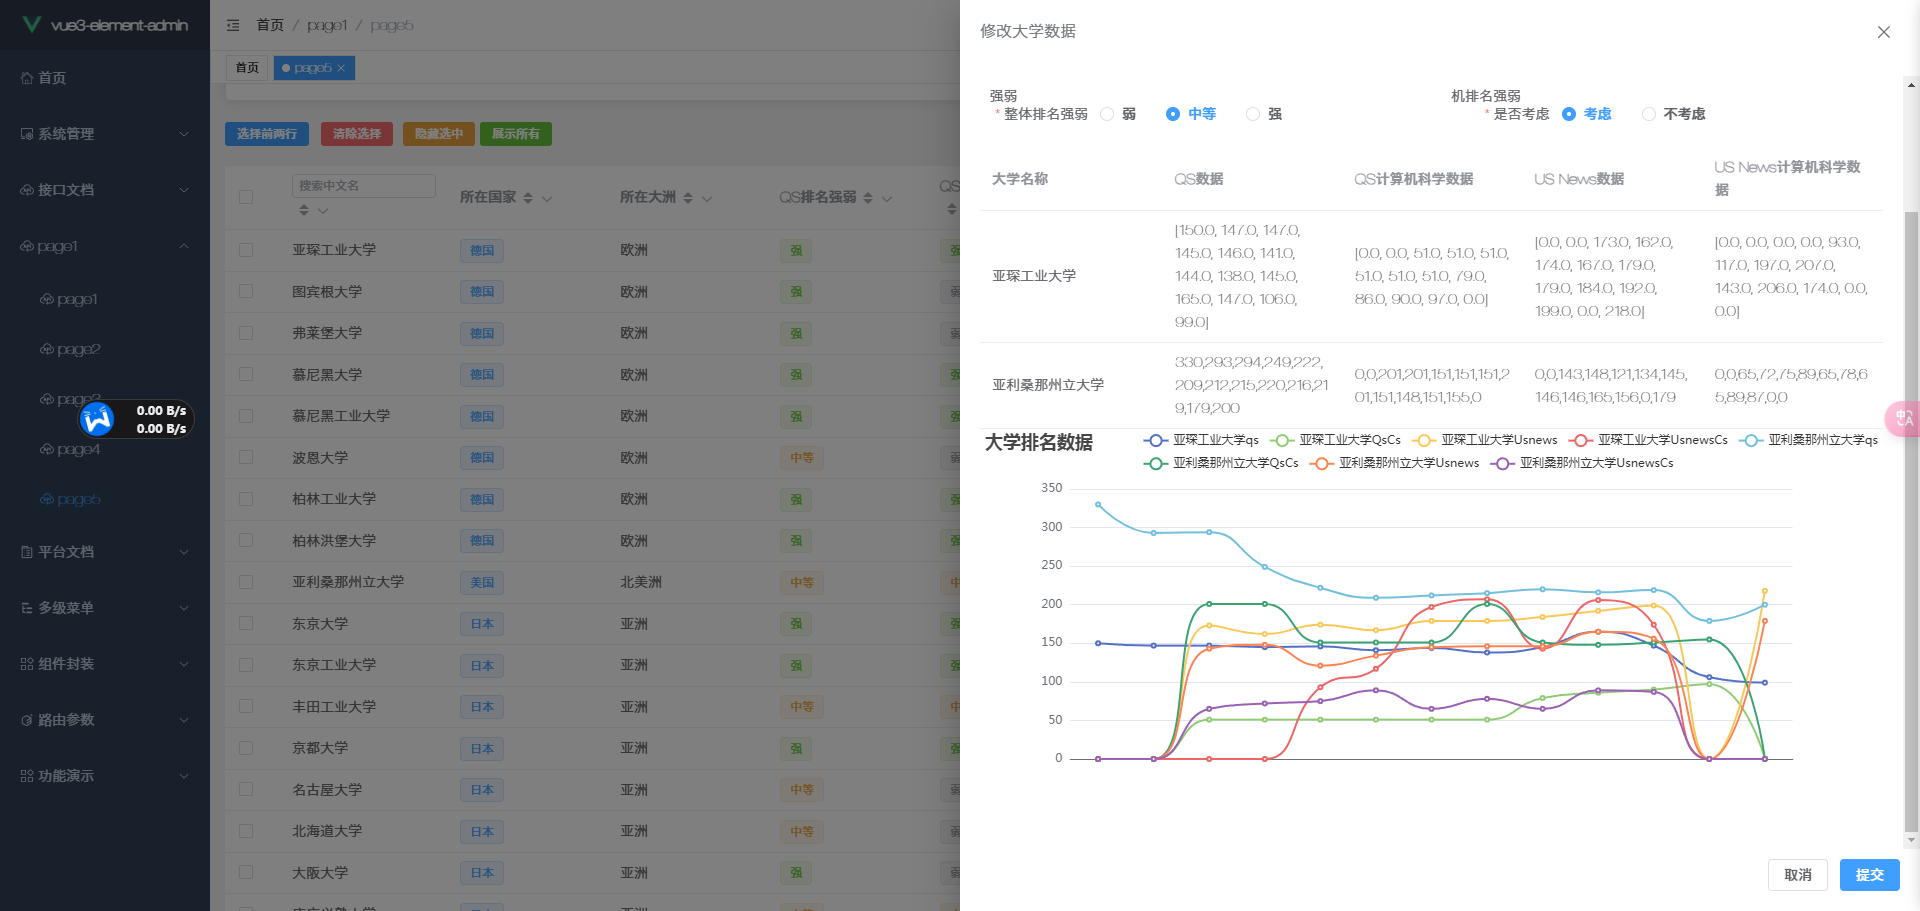 vue3-element-admin
首页
系统管理
接口文档
page1
page1
page2
page3
page4
page5
平台文档
多级菜单
组件封装
路由参数
功能演示
0.00 B/s
0.00 B/s
首页 / page1 / page5
首页
page5
选择前两行 清除选择 隐藏选中 展示所有
搜索中文名 所在国家 所在大洲 QS排名强弱 QS
亚琛工业大学 德国 欧洲 强 强
图宾根大学 德国 欧洲 强 弱
弗莱堡大学 德国 欧洲 强 弱
慕尼黑大学 德国 欧洲 强 强
慕尼黑工业大学 德国 欧洲 强 强
波恩大学 德国 欧洲 中等 弱
柏林工业大学 德国 欧洲 强 强
柏林洪堡大学 德国 欧洲 强 强
亚利桑那州立大学 美国 北美洲 中等 中
东京大学 日本 亚洲 强 强
东京工业大学 日本 亚洲 强 强
丰田工业大学 日本 亚洲 中等 中
京都大学 日本 亚洲 强 强
名古屋大学 日本 亚洲 中等 弱
北海道大学 日本 亚洲 中等 弱
大阪大学 日本 亚洲 强 弱
修改大学数据
强弱
机排名强弱
* 整体排名强弱 弱 中等 强
* 是否考虑 考虑 不考虑
大学名称 QS数据 QS计算机科学数据 US News数据 US News计算机科学数
据
亚琛工业大学
[150.0, 147.0, 147.0,
145.0, 146.0, 141.0,
144.0, 138.0, 145.0,
165.0, 147.0, 106.0,
99.0]
[0.0, 0.0, 51.0, 51.0, 51.0,
51.0, 51.0, 51.0, 79.0,
86.0, 90.0, 97.0, 0.0]
[0.0, 0.0, 173.0, 162.0,
174.0, 167.0, 179.0,
179.0, 184.0, 192.0,
199.0, 0.0, 218.0]
[0.0, 0.0, 0.0, 0.0, 93.0,
117.0, 197.0, 207.0,
143.0, 206.0, 174.0, 0.0,
0.0]
亚利桑那州立大学
330,293,294,249,222,
209,212,215,220,216,21
9,179,200
0,0,201,201,151,151,151,2
01,151,148,151,155,0
0,0,143,148,121,134,145,
146,146,165,156,0,179
0,0,65,72,75,89,65,78,6
5,89,87,0,0
大学排名数据
亚琛工业大学qs 亚琛工业大学QsCs 亚琛工业大学Usnews 亚琛工业大学UsnewsCs 亚利桑那州立大学qs
亚利桑那州立大学QsCs 亚利桑那州立大学Usnews 亚利桑那州立大学UsnewsCs
350
300
250
200
150
100
50
0
取消 提交
中A